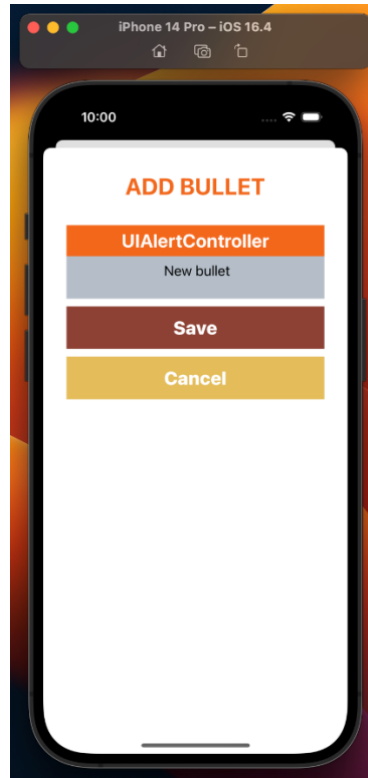 iPhone 14 Pro – iOS 16.4
10:00
ADD BULLET
UIAlertController
New bullet
Save
Cancel